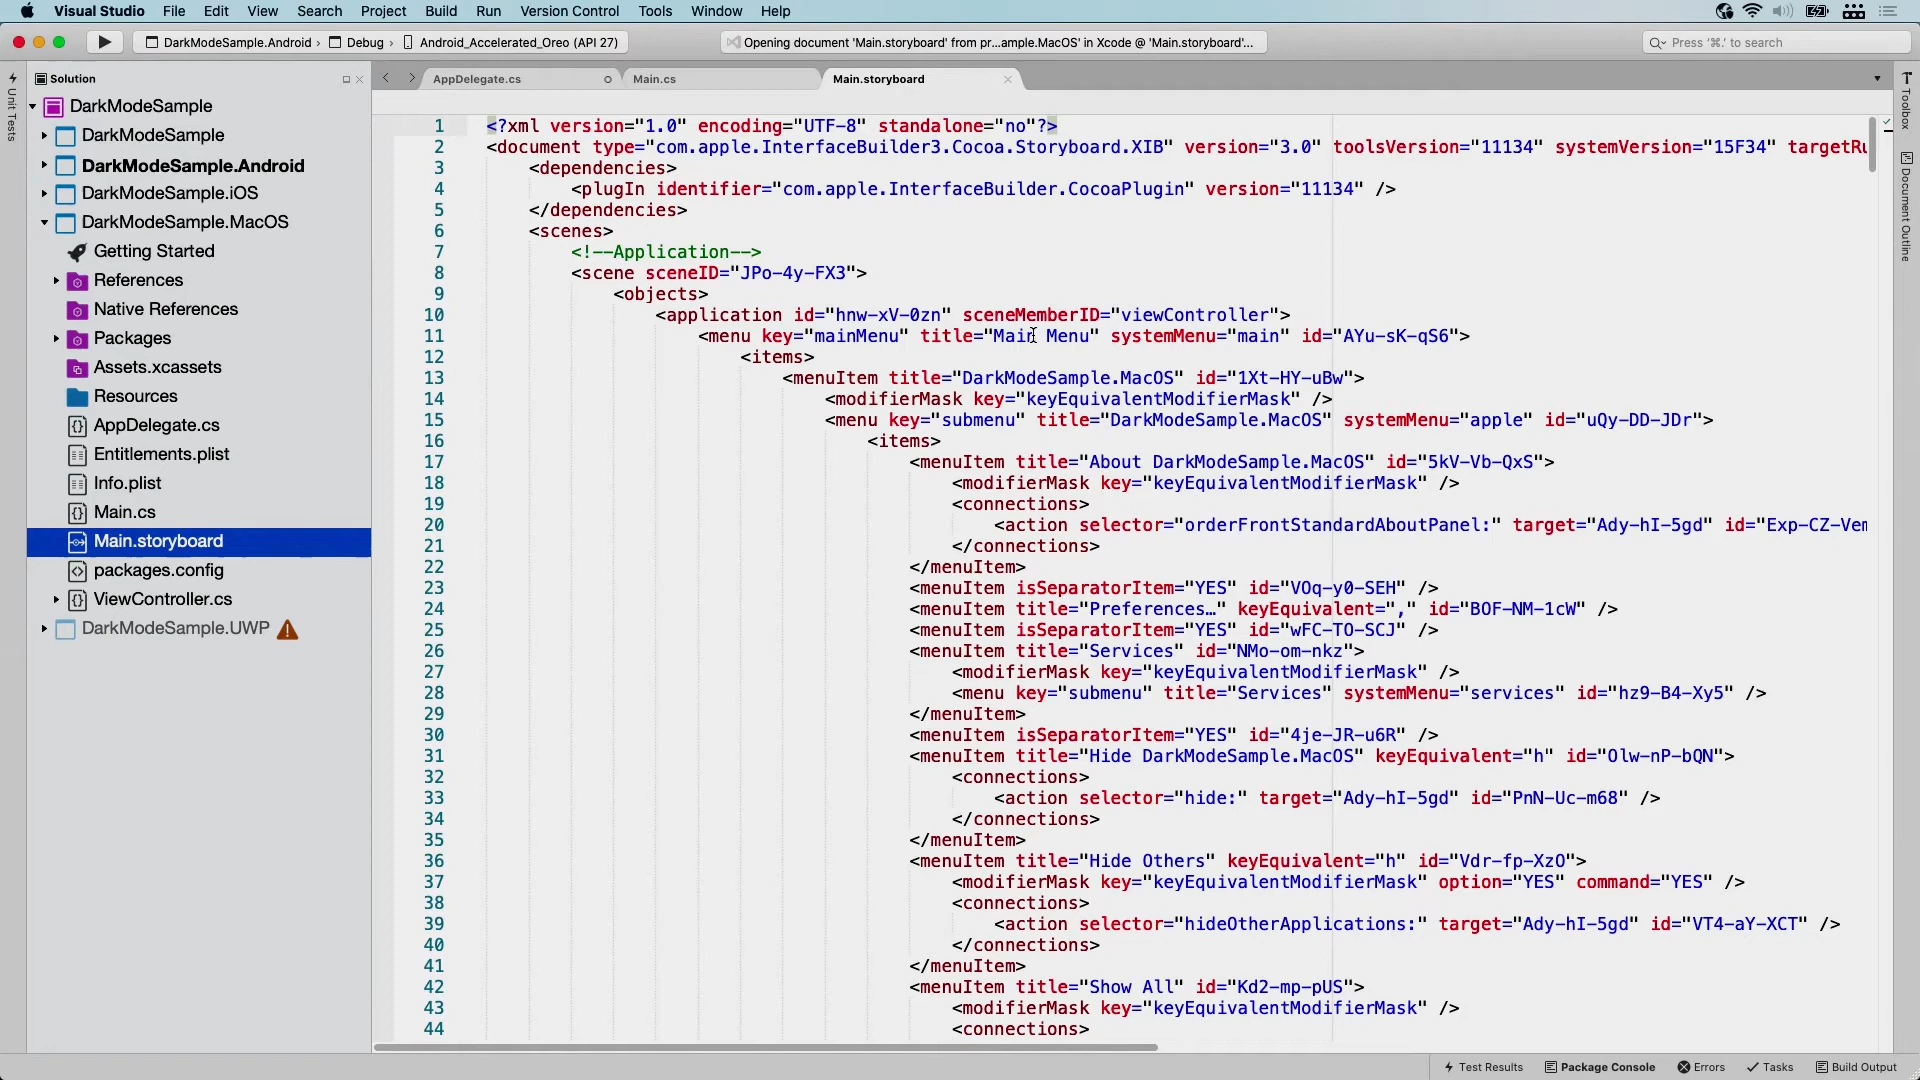 Visual Studio File Edit View Search Project Build Run Version Control Tools Window Help
DarkModeSample.Android › Debug › Android_Accelerated_Oreo (API 27)
Opening document 'Main.storyboard' from pr...ample.MacOS' in Xcode @ 'Main.storyboard'...
Press '⌘.' to search
Unit Tests
Solution
DarkModeSample
DarkModeSample
DarkModeSample.Android
DarkModeSample.iOS
DarkModeSample.MacOS
Getting Started
References
Native References
Packages
Assets.xcassets
Resources
AppDelegate.cs
Entitlements.plist
Info.plist
Main.cs
Main.storyboard
packages.config
ViewController.cs
DarkModeSample.UWP
AppDelegate.cs Main.cs Main.storyboard
1 <?xml version="1.0" encoding="UTF-8" standalone="no"?>
2 <document type="com.apple.InterfaceBuilder3.Cocoa.Storyboard.XIB" version="3.0" toolsVersion="11134" systemVersion="15F34" targetRu
3 <dependencies>
4 <plugIn identifier="com.apple.InterfaceBuilder.CocoaPlugin" version="11134" />
5 </dependencies>
6 <scenes>
7 <!--Application-->
8 <scene sceneID="JPo-4y-FX3">
9 <objects>
10 <application id="hnw-xV-0zn" sceneMemberID="viewController">
11 <menu key="mainMenu" title="Main Menu" systemMenu="main" id="AYu-sK-qS6">
12 <items>
13 <menuItem title="DarkModeSample.MacOS" id="1Xt-HY-uBw">
14 <modifierMask key="keyEquivalentModifierMask" />
15 <menu key="submenu" title="DarkModeSample.MacOS" systemMenu="apple" id="uQy-DD-JDr">
16 <items>
17 <menuItem title="About DarkModeSample.MacOS" id="5kV-Vb-QxS">
18 <modifierMask key="keyEquivalentModifierMask" />
19 <connections>
20 <action selector="orderFrontStandardAboutPanel:" target="Ady-hI-5gd" id="Exp-CZ-Vem
21 </connections>
22 </menuItem>
23 <menuItem isSeparatorItem="YES" id="VOq-y0-SEH" />
24 <menuItem title="Preferences…" keyEquivalent="," id="BOF-NM-1cW" />
25 <menuItem isSeparatorItem="YES" id="wFC-TO-SCJ" />
26 <menuItem title="Services" id="NMo-om-nkz">
27 <modifierMask key="keyEquivalentModifierMask" />
28 <menu key="submenu" title="Services" systemMenu="services" id="hz9-B4-Xy5" />
29 </menuItem>
30 <menuItem isSeparatorItem="YES" id="4je-JR-u6R" />
31 <menuItem title="Hide DarkModeSample.MacOS" keyEquivalent="h" id="Olw-nP-bQN">
32 <connections>
33 <action selector="hide:" target="Ady-hI-5gd" id="PnN-Uc-m68" />
34 </connections>
35 </menuItem>
36 <menuItem title="Hide Others" keyEquivalent="h" id="Vdr-fp-XzO">
37 <modifierMask key="keyEquivalentModifierMask" option="YES" command="YES" />
38 <connections>
39 <action selector="hideOtherApplications:" target="Ady-hI-5gd" id="VT4-aY-XCT" />
40 </connections>
41 </menuItem>
42 <menuItem title="Show All" id="Kd2-mp-pUS">
43 <modifierMask key="keyEquivalentModifierMask" />
44 <connections>
Toolbox
Document Outline
Test Results Package Console Errors Tasks Build Output